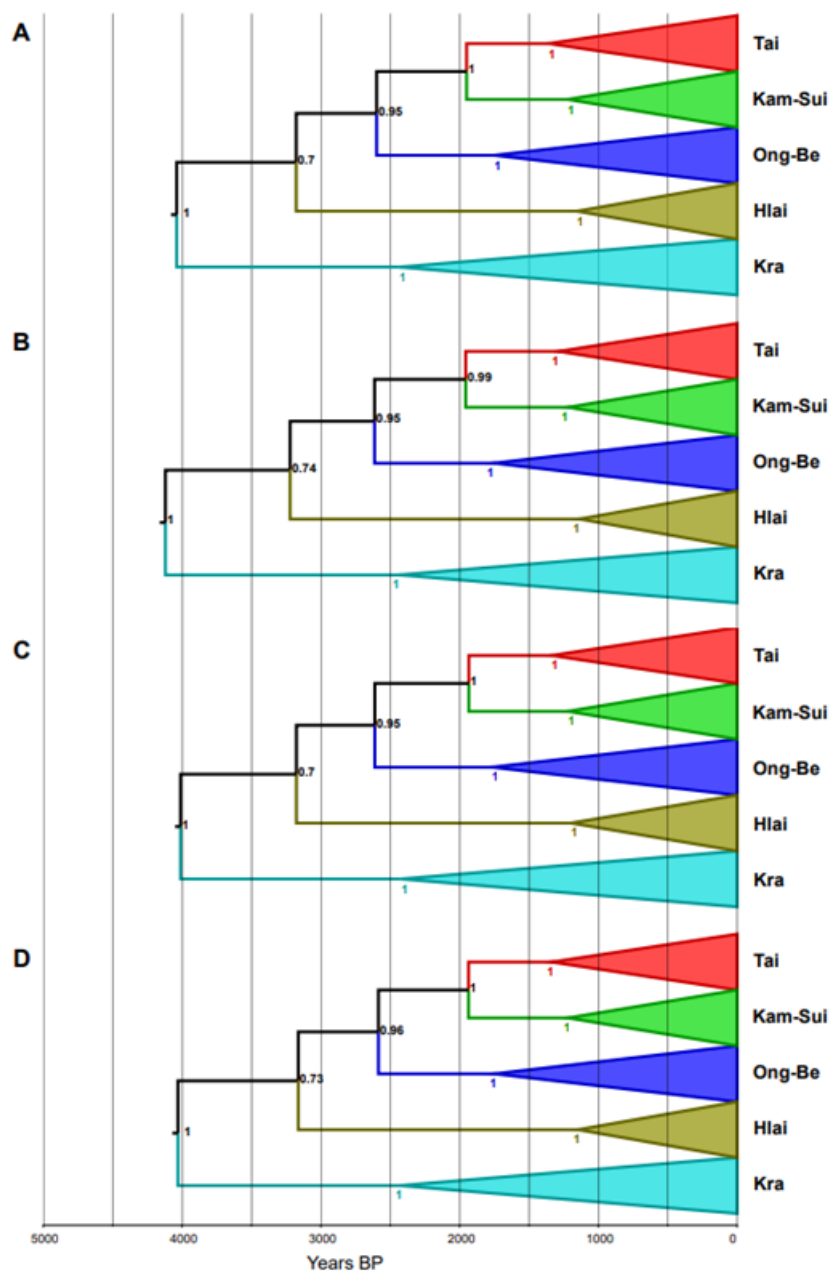 A
Tai
1
1
Kam-Sui
1
0.95
Ong-Be
1
0.7
Hlai
1
1
Kra
1
B
Tai
1
0.99
Kam-Sui
1
0.95
Ong-Be
1
0.74
Hlai
1
1
Kra
1
C
Tai
1
1
Kam-Sui
1
0.95
Ong-Be
1
0.7
Hlai
1
1
Kra
1
D
Tai
1
1
Kam-Sui
1
0.96
Ong-Be
1
0.73
Hlai
1
1
Kra
1
5000 4000 3000 2000 1000 0
Years BP